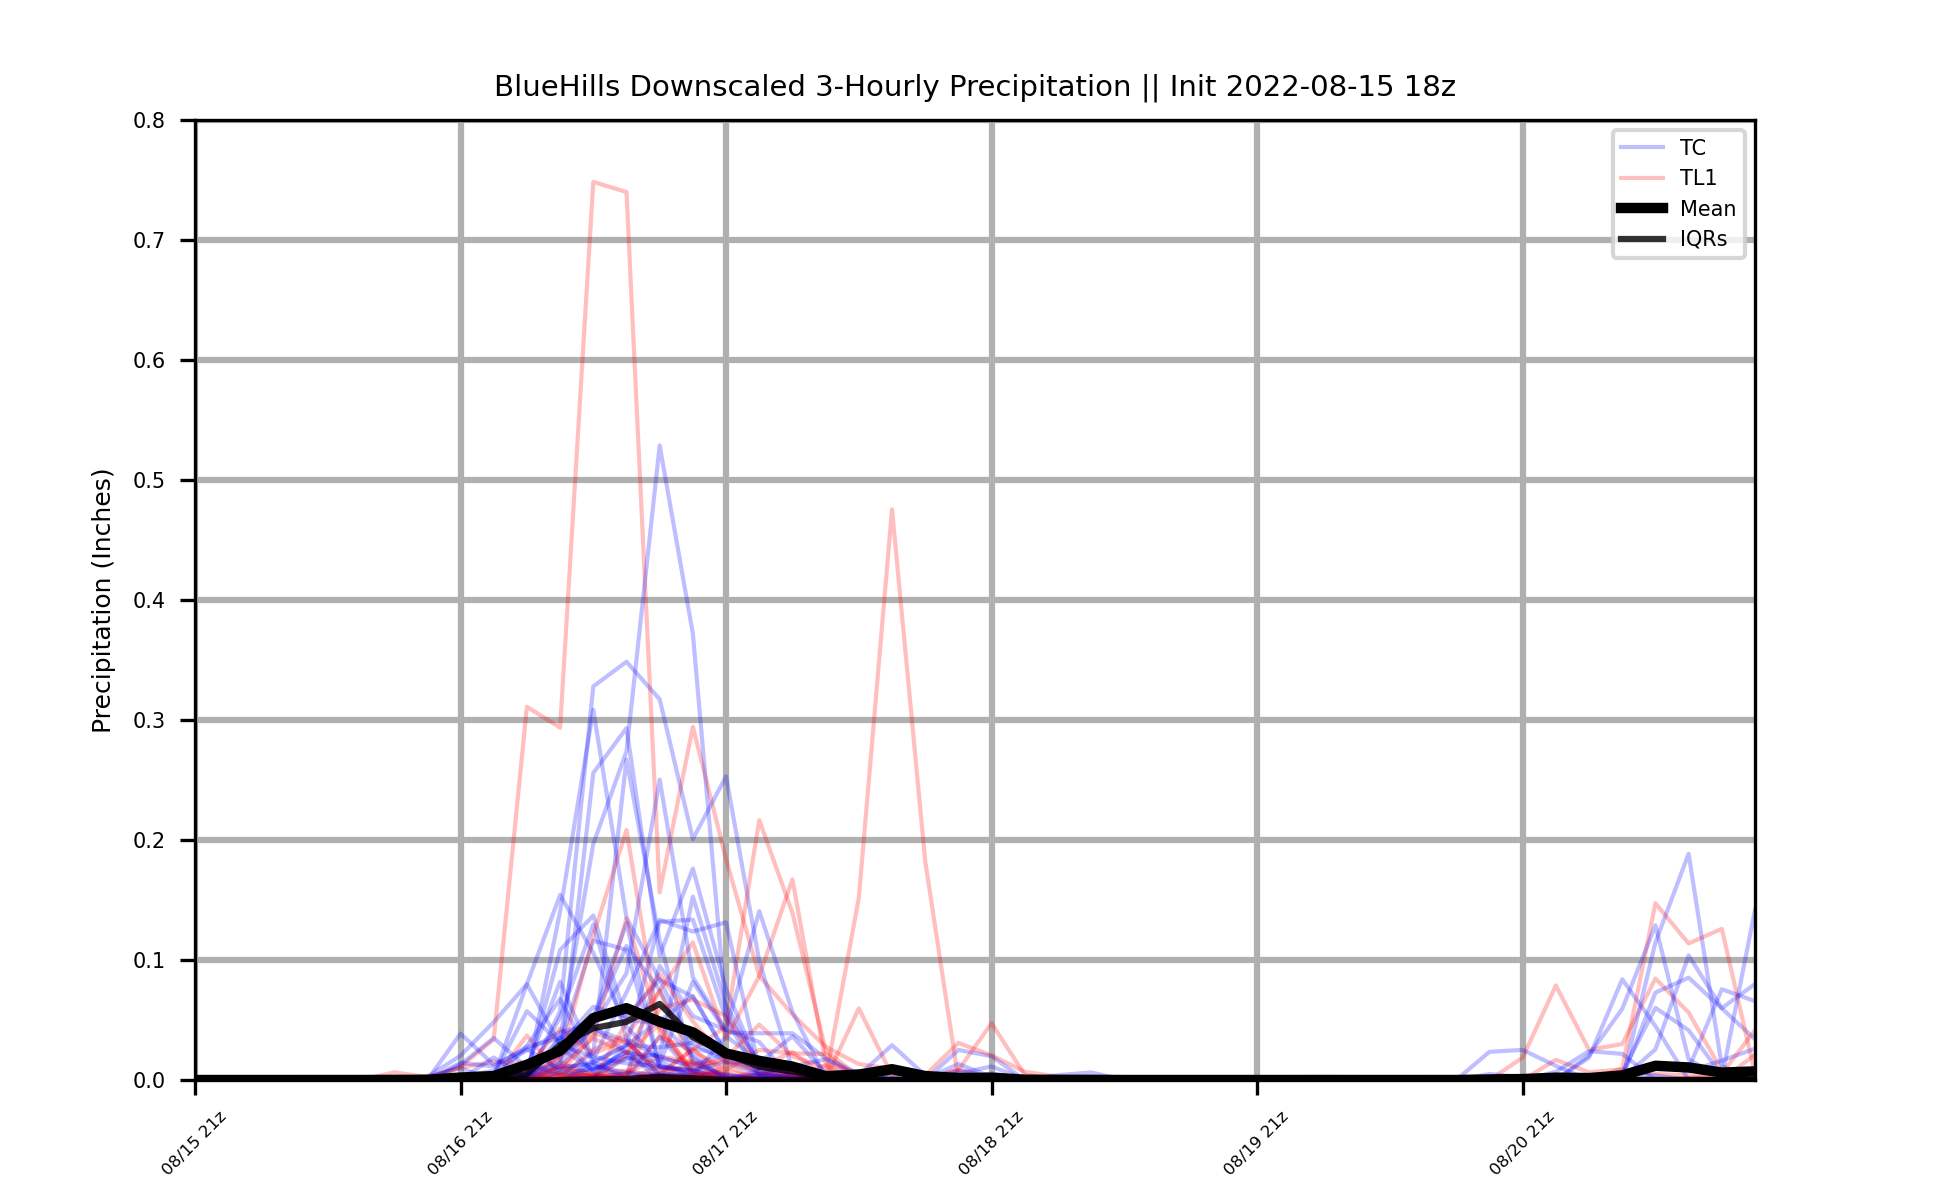 BlueHills Downscaled 3-Hourly Precipitation || Init 2022-08-15 18z
Precipitation (Inches)
0.8
0.7
0.6
0.5
0.4
0.3
0.2
0.1
0.0
TC
TL1
Mean
IQRs
08/15 21z
08/16 21z
08/17 21z
08/18 21z
08/19 21z
08/20 21z